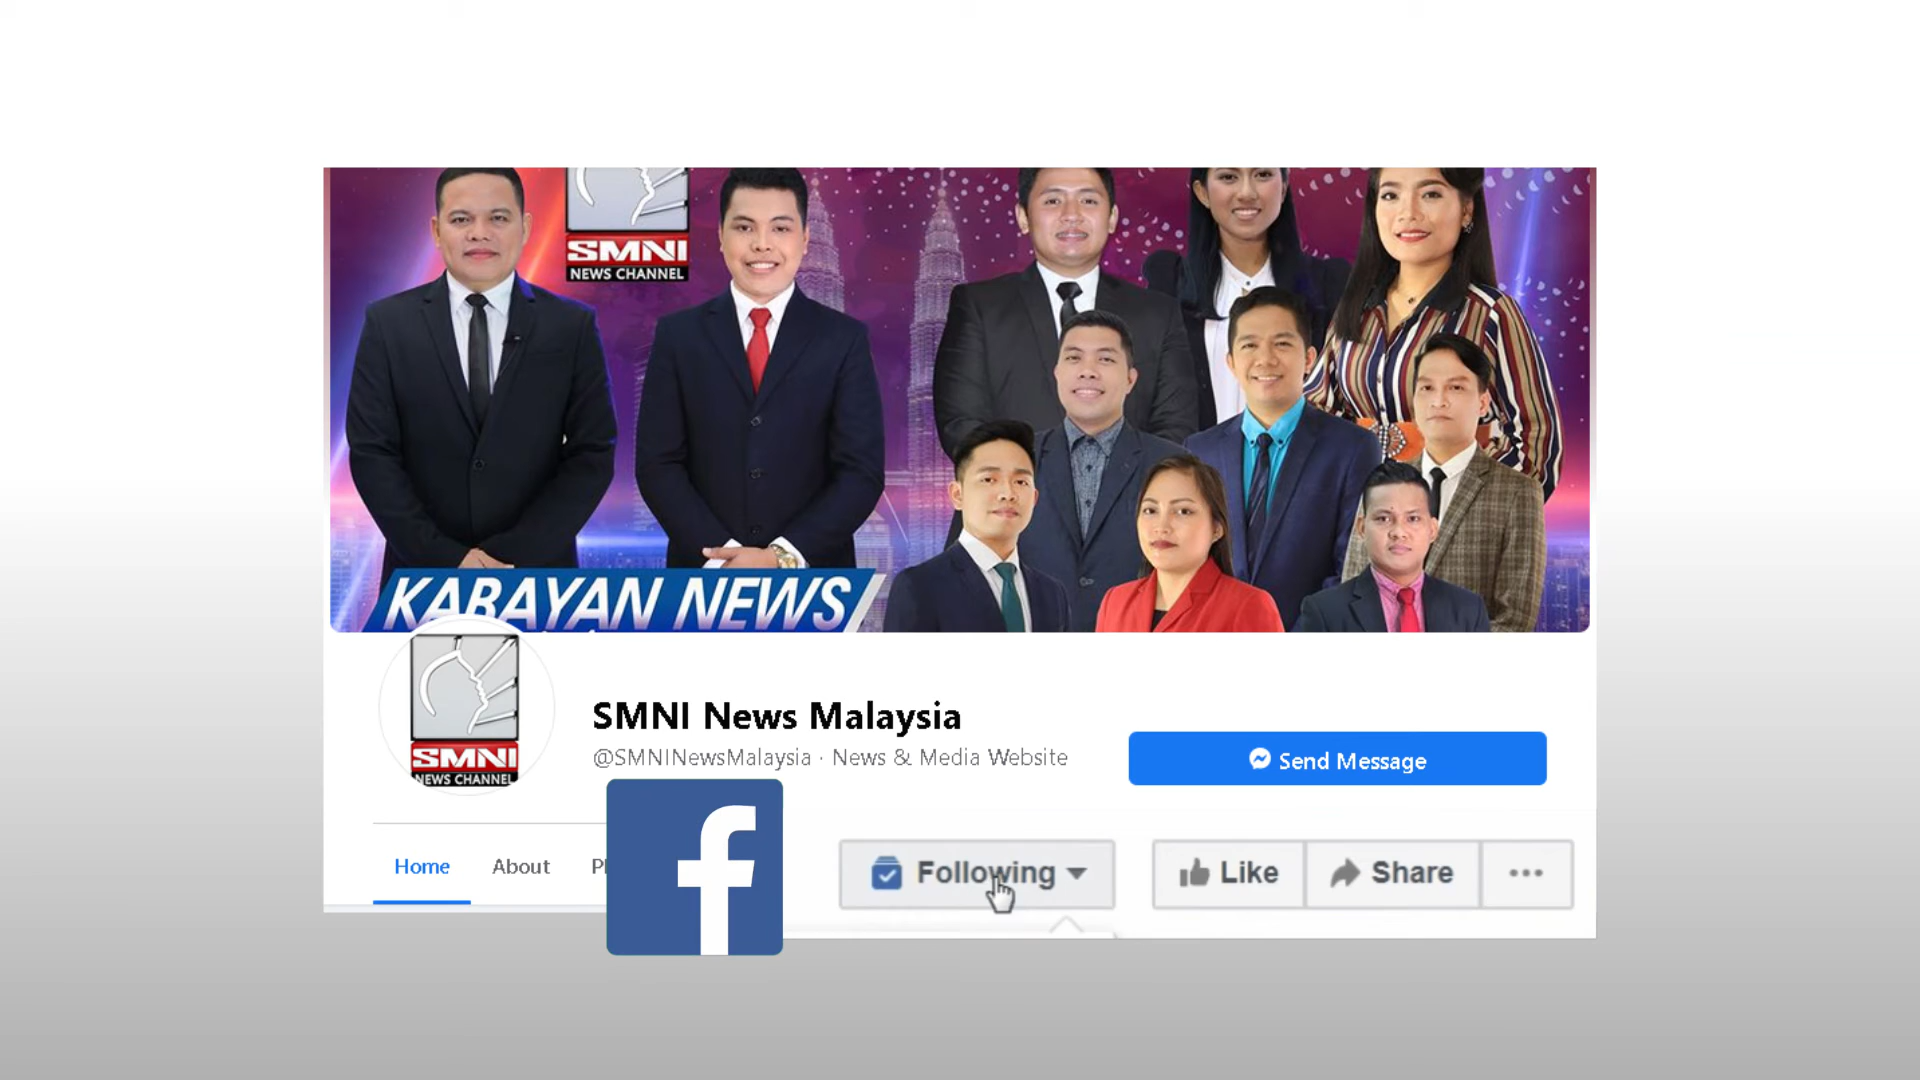 SMNI
NEWS CHANNEL
KABAYAN NEWS
SMNI
NEWS CHANNEL
SMNI News Malaysia
@SMNINewsMalaysia · News & Media Website
Send Message
Home
About
Following
Like
Share